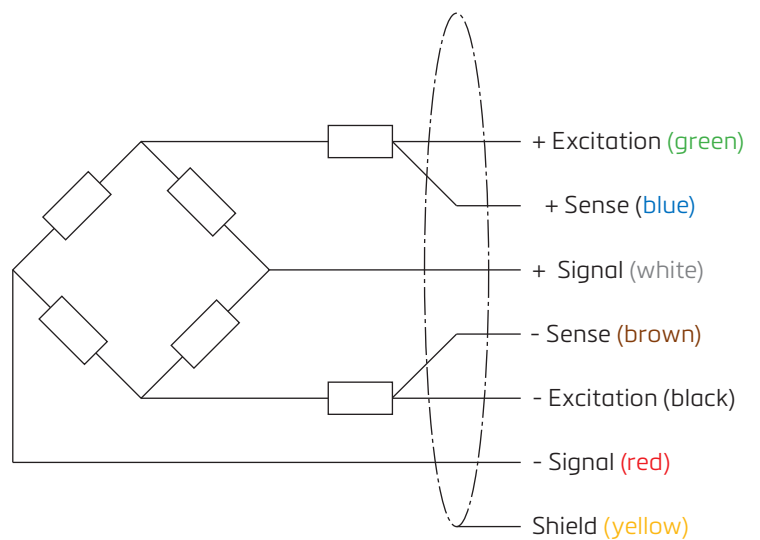 + Excitation (green)
+ Sense (blue)
+ Signal (white)
- Sense (brown)
- Excitation (black)
- Signal (red)
Shield (yellow)